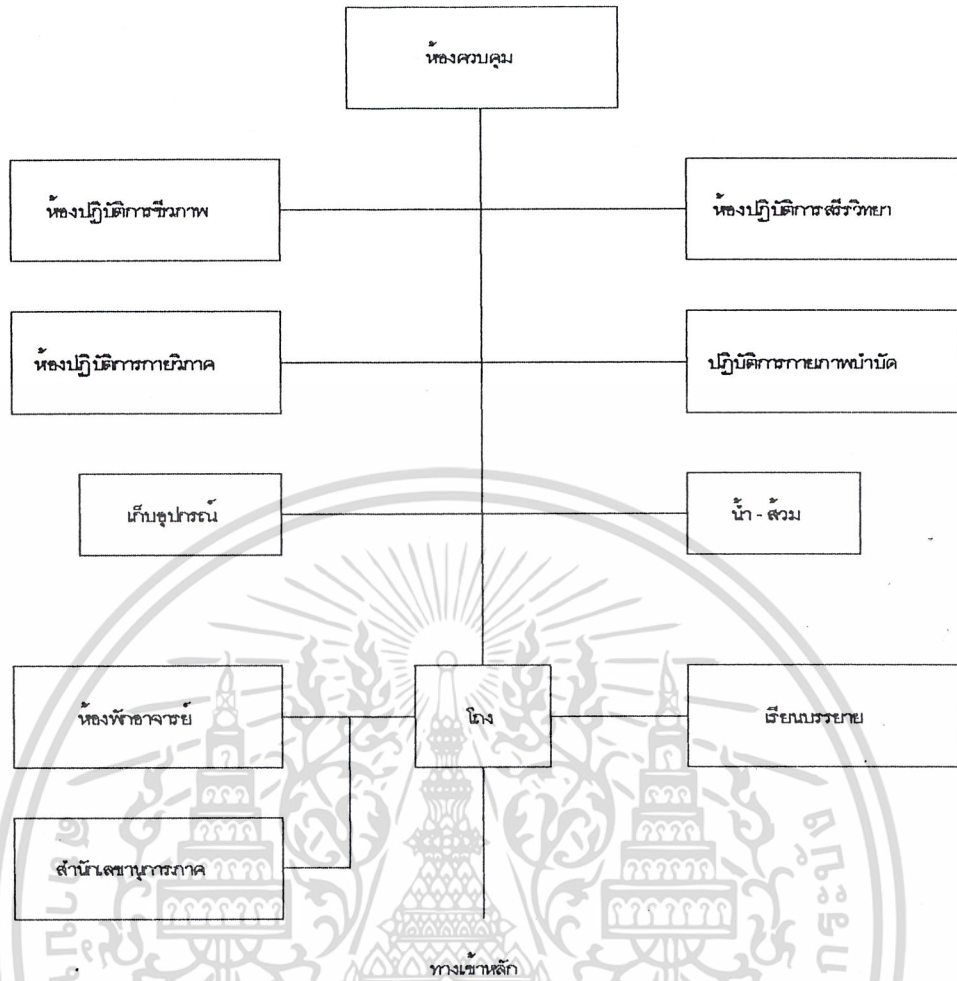 ห้องควบคุม
ห้องปฏิบัติการชีวภาพ
ห้องปฏิบัติการสรีรวิทยา
ห้องปฏิบัติการกายวิภาค
ปฏิบัติการกายภาพบำบัด
เก็บอุปกรณ์
น้ำ - ส้วม
ห้องพักอาจารย์
โถง
เรียนบรรยาย
สำนักเลขานุการภาค
ทางเข้าหลัก